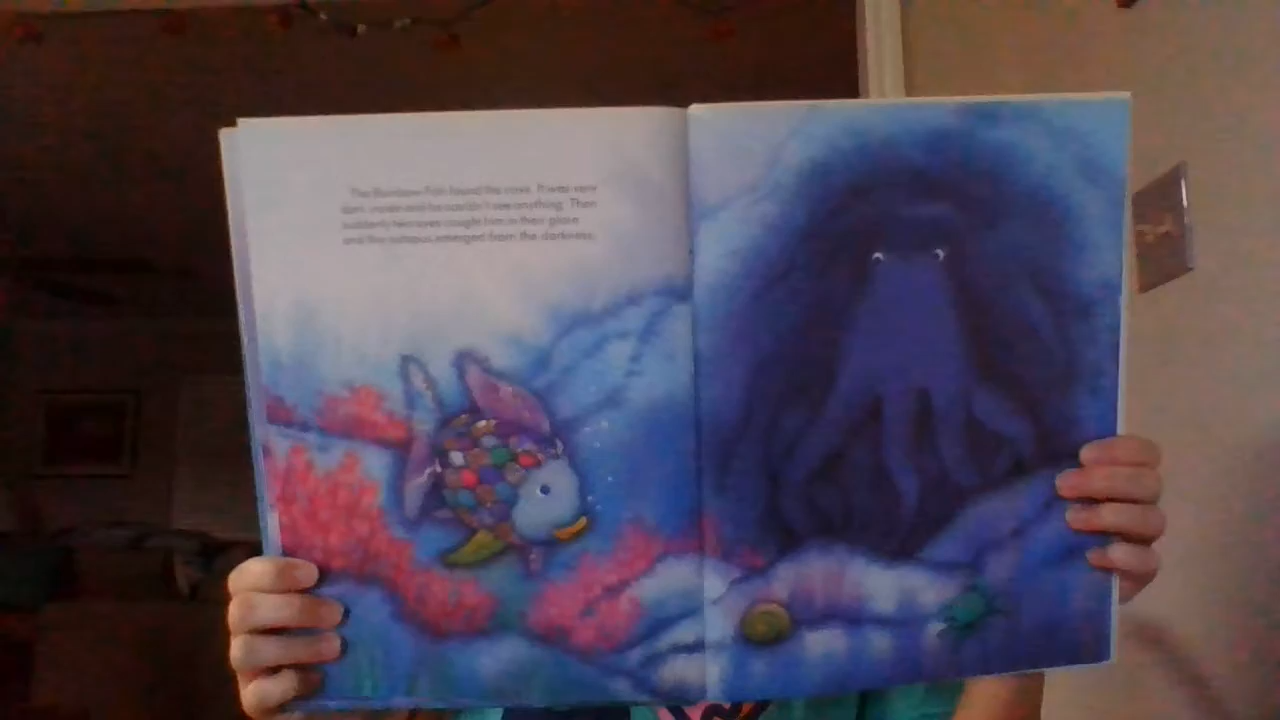 The Rainbow Fish found the cave. It was very
dark inside and he couldn't see anything. Then
suddenly two eyes caught him in their glare
and the octopus emerged from the darkness.